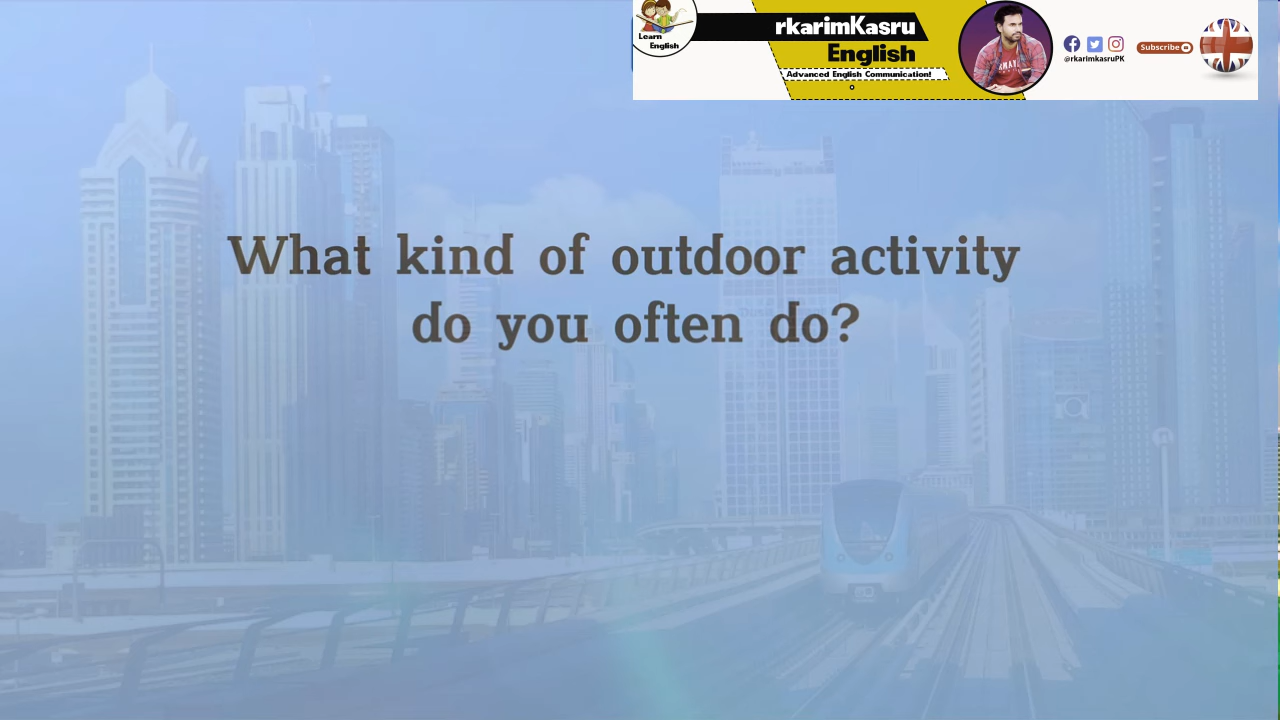 Learn
English
rkarimKasru
English
Advanced English Communication!
@rkarimkasruPK
Subscribe
What kind of outdoor activity
do you often do?